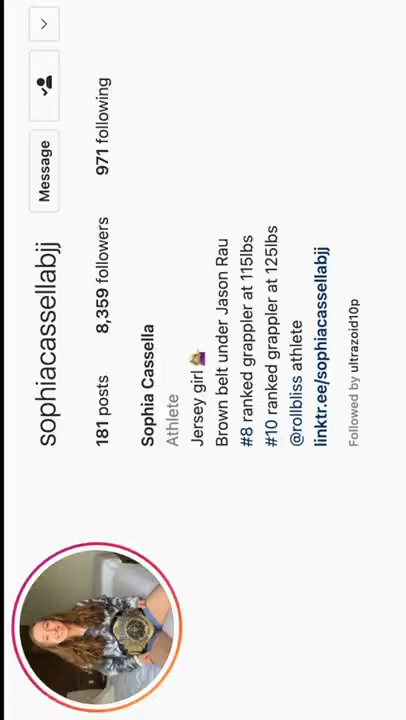 sophiacassellabjj
Message
181 posts 8,359 followers 971 following
Sophia Cassella
Athlete
Jersey girl 💁🏼‍♀️
Brown belt under Jason Rau
#8 ranked grappler at 115lbs
#10 ranked grappler at 125lbs
@rollbliss athlete
linktr.ee/sophiacassellabjj
Followed by ultrazoid10p